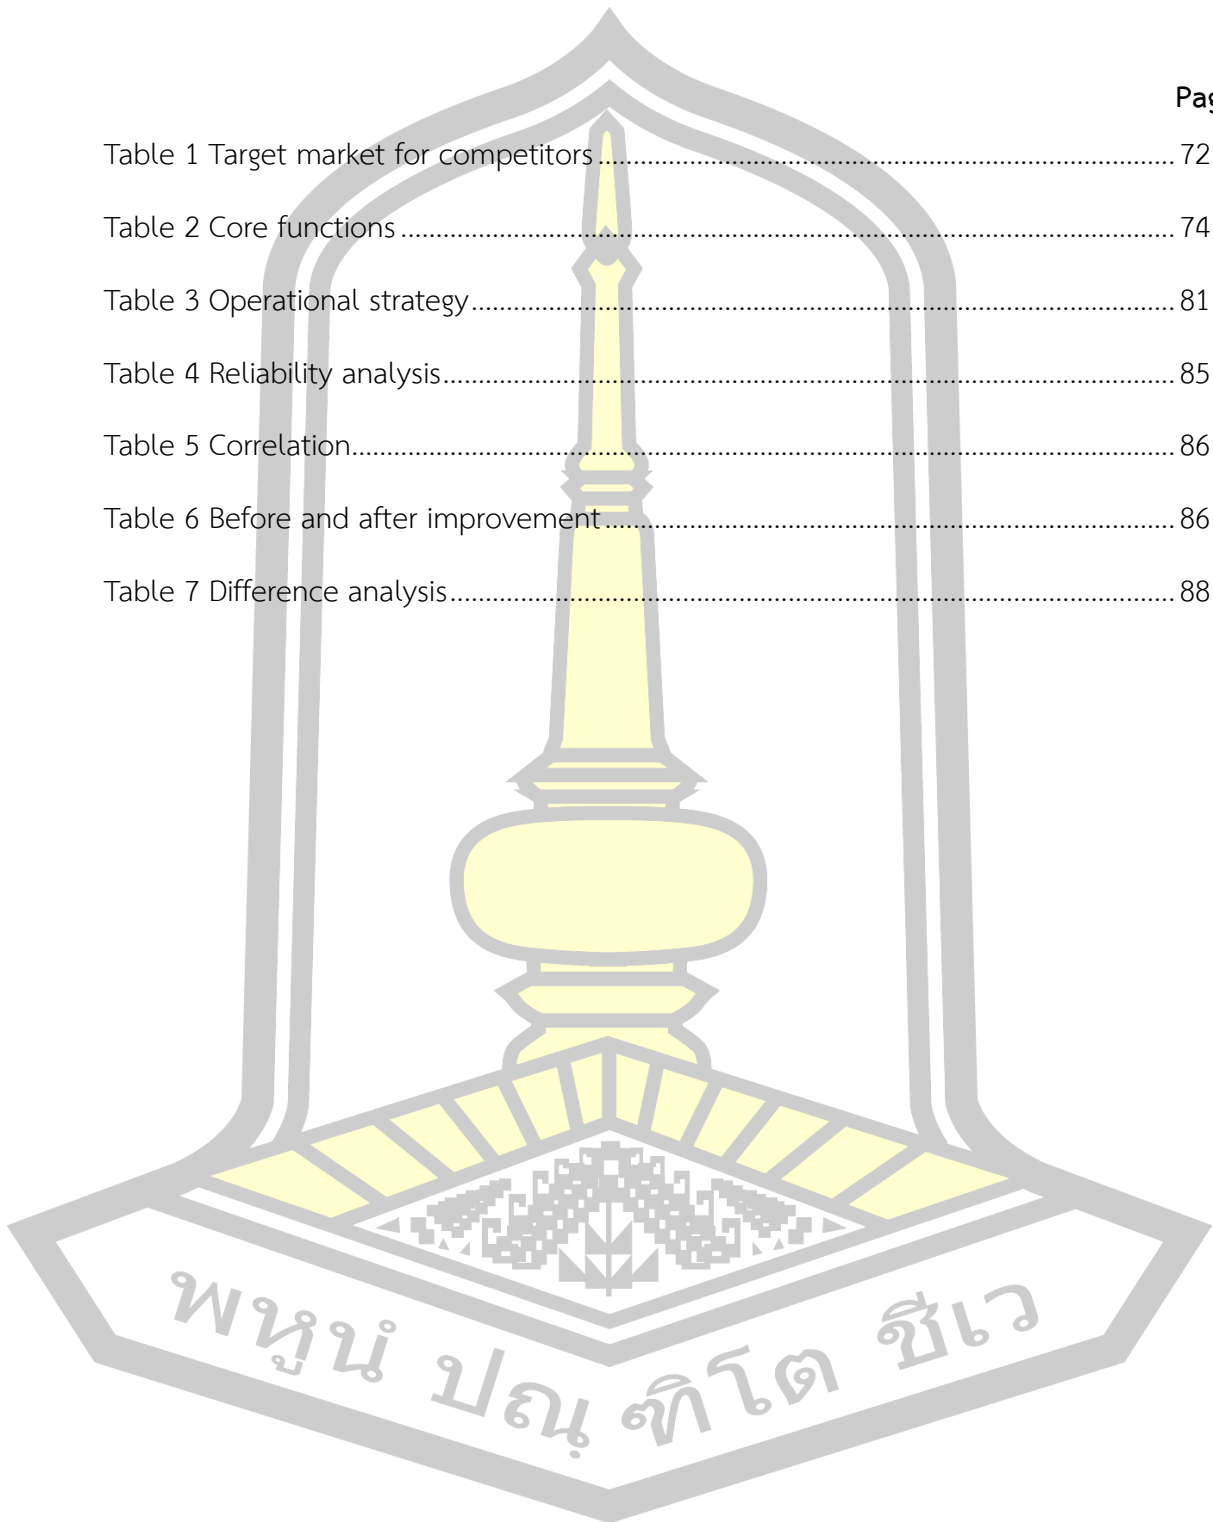 Pag
Table 1 Target market for competitors.......................................................................... 72
Table 2 Core functions.................................................................................................... 74
Table 3 Operational strategy.......................................................................................... 81
Table 4 Reliability analysis.............................................................................................. 85
Table 5 Correlation.......................................................................................................... 86
Table 6 Before and after improvement......................................................................... 86
Table 7 Difference analysis............................................................................................. 88
พหูนํ ปณฺฑิโต ชีเว